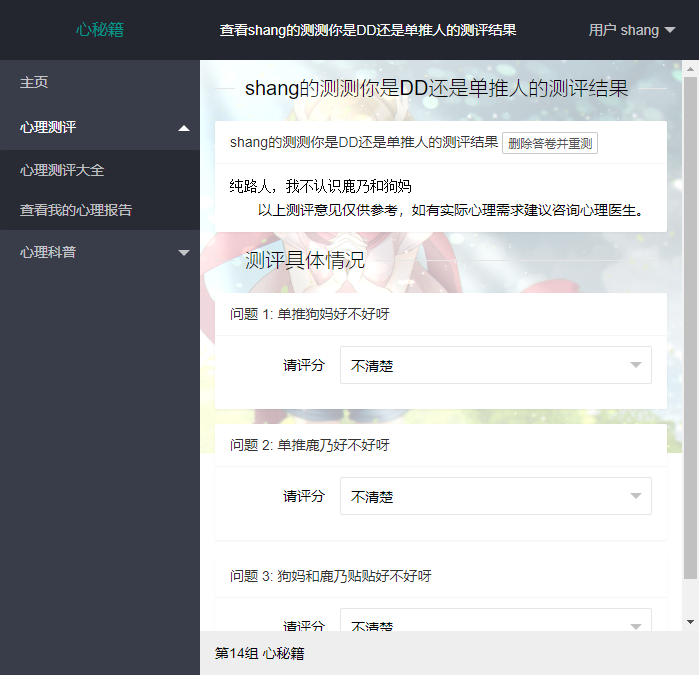 心秘籍
查看shang的测测你是DD还是单推人的测评结果
用户 shang
主页
心理测评
心理测评大全
查看我的心理报告
心理科普
shang的测测你是DD还是单推人的测评结果
shang的测测你是DD还是单推人的测评结果 删除答卷并重测
纯路人，我不认识鹿乃和狗妈
以上测评意见仅供参考，如有实际心理需求建议咨询心理医生。
测评具体情况
问题 1: 单推狗妈好不好呀
请评分 不清楚
问题 2: 单推鹿乃好不好呀
请评分 不清楚
问题 3: 狗妈和鹿乃贴贴好不好呀
请评分 不清楚
第14组 心秘籍